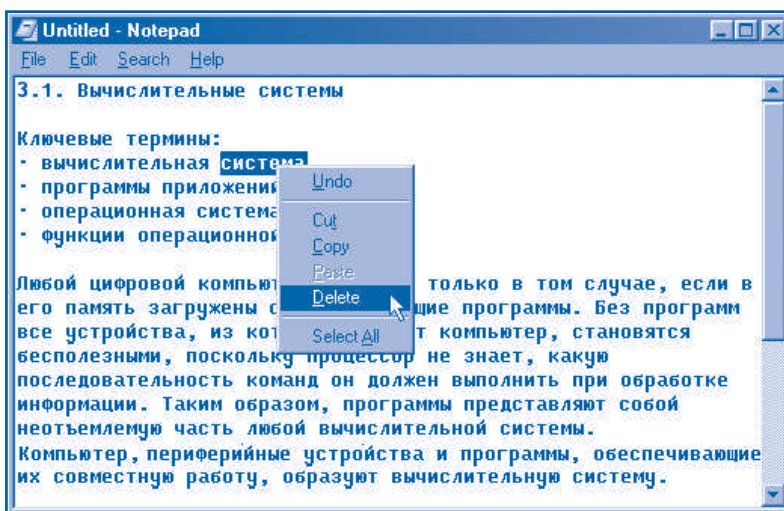 Untitled - Notepad
File Edit Search Help
3.1. Вычислительные системы
Ключевые термины:
- вычислительная система
- программы приложений
- операционная система
- функции операционной
Undo
Cut
Copy
Paste
Delete
Select All
Любой цифровой компьют только в том случае, если в
его память загружены с щие программы. Без программ
все устройства, из кот т компьютер, становятся
бесполезными, поскольку процессор не знает, какую
последовательность команд он должен выполнить при обработке
информации. Таким образом, программы представляют собой
неотъемлемую часть любой вычислительной системы.
Компьютер, периферийные устройства и программы, обеспечивающие
их совместную работу, образуют вычислительную систему.